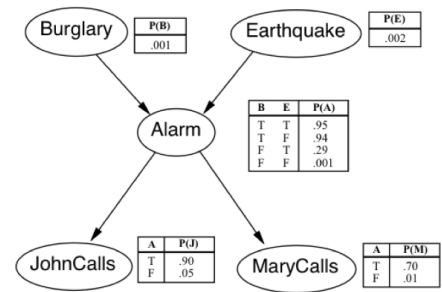 Burglary
P(B)
.001
Earthquake
P(E)
.002
Alarm
B E P(A)
T T .95
T F .94
F T .29
F F .001
JohnCalls
A P(J)
T .90
F .05
MaryCalls
A P(M)
T .70
F .01